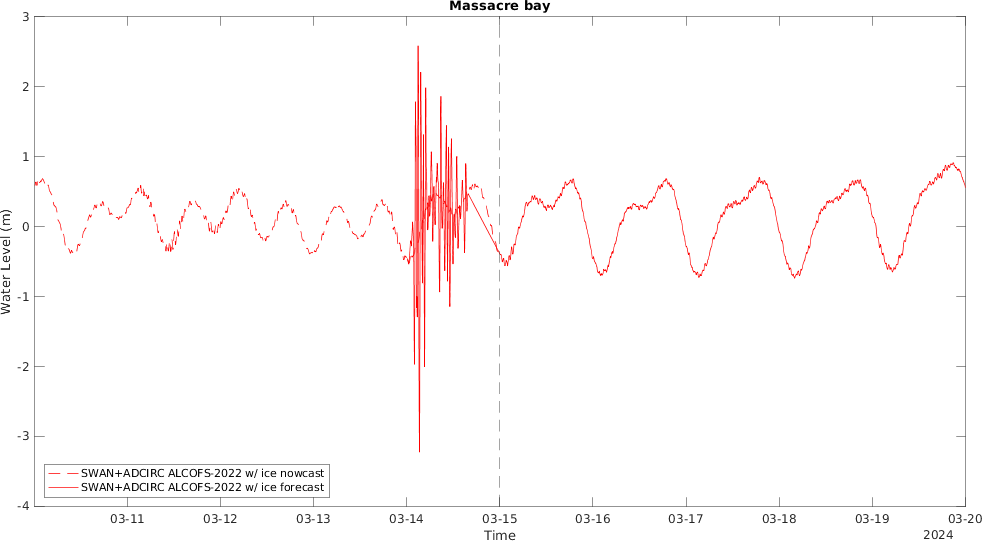 Massacre bay
3
2
1
0
-1
-2
-3
-4
Water Level (m)
SWAN+ADCIRC ALCOFS-2022 w/ ice nowcast
SWAN+ADCIRC ALCOFS-2022 w/ ice forecast
03-11 03-12 03-13 03-14 03-15 03-16 03-17 03-18 03-19 03-20
Time
2024